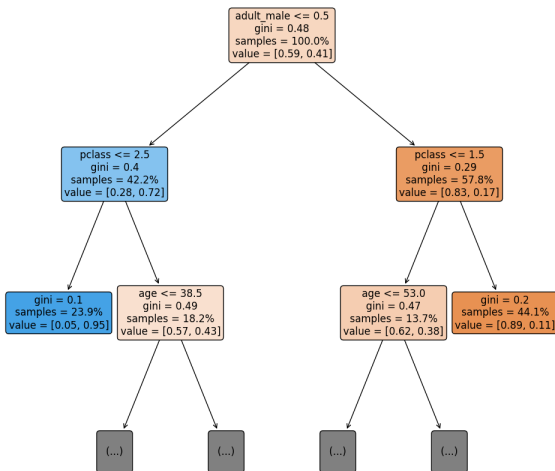 adult_male <= 0.5
gini = 0.48
samples = 100.0%
value = [0.59, 0.41]
pclass <= 2.5
gini = 0.4
samples = 42.2%
value = [0.28, 0.72]
pclass <= 1.5
gini = 0.29
samples = 57.8%
value = [0.83, 0.17]
gini = 0.1
samples = 23.9%
value = [0.05, 0.95]
age <= 38.5
gini = 0.49
samples = 18.2%
value = [0.57, 0.43]
age <= 53.0
gini = 0.47
samples = 13.7%
value = [0.62, 0.38]
gini = 0.2
samples = 44.1%
value = [0.89, 0.11]
(...)
(...)
(...)
(...)